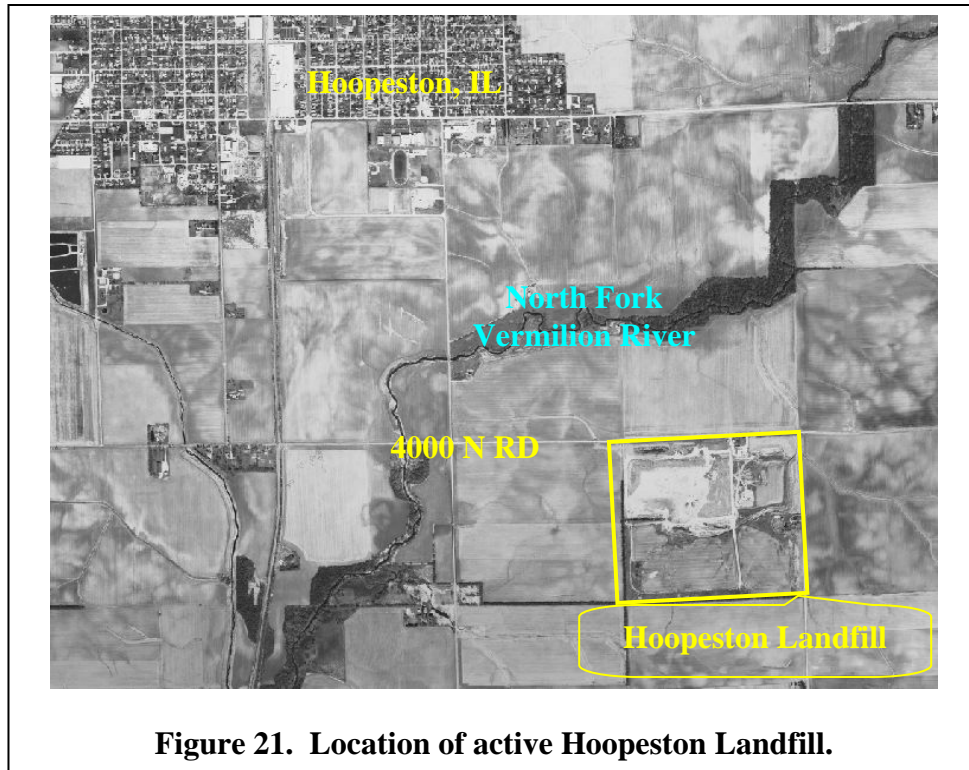 Hoopeston, IL
North Fork
Vermilion River
4000 N RD
Hoopeston Landfill
Figure 21.  Location of active Hoopeston Landfill.